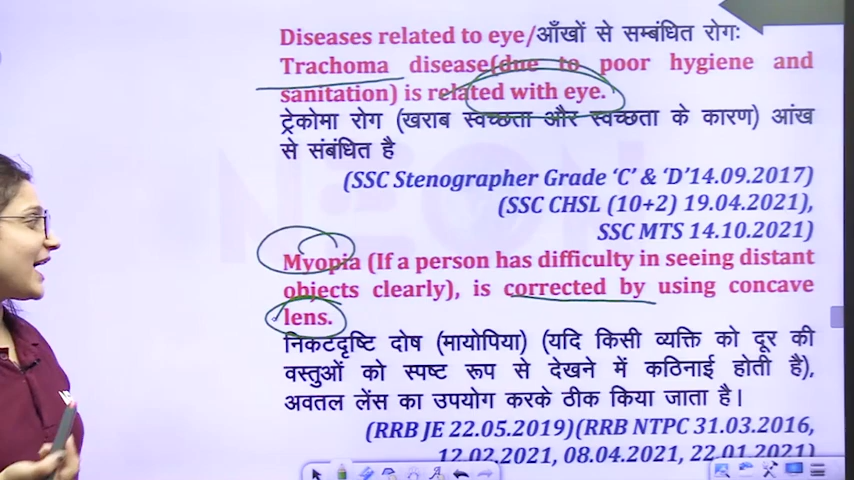 Diseases related to eye/आँखों से सम्बंधित रोगः
Trachoma disease(due to poor hygiene and
sanitation) is related with eye.
ट्रेकोमा रोग (खराब स्वच्छता और स्वच्छता के कारण) आंख
से संबंधित है
(SSC Stenographer Grade ‘C’ & ‘D’14.09.2017)
(SSC CHSL (10+2) 19.04.2021),
SSC MTS 14.10.2021)
Myopia (If a person has difficulty in seeing distant
objects clearly), is corrected by using concave
lens.
निकटदृष्टि दोष (मायोपिया) (यदि किसी व्यक्ति को दूर की
वस्तुओं को स्पष्ट रूप से देखने में कठिनाई होती है),
अवतल लेंस का उपयोग करके ठीक किया जाता है।
(RRB JE 22.05.2019)(RRB NTPC 31.03.2016,
12.02.2021, 08.04.2021, 22.01.2021)
NEON